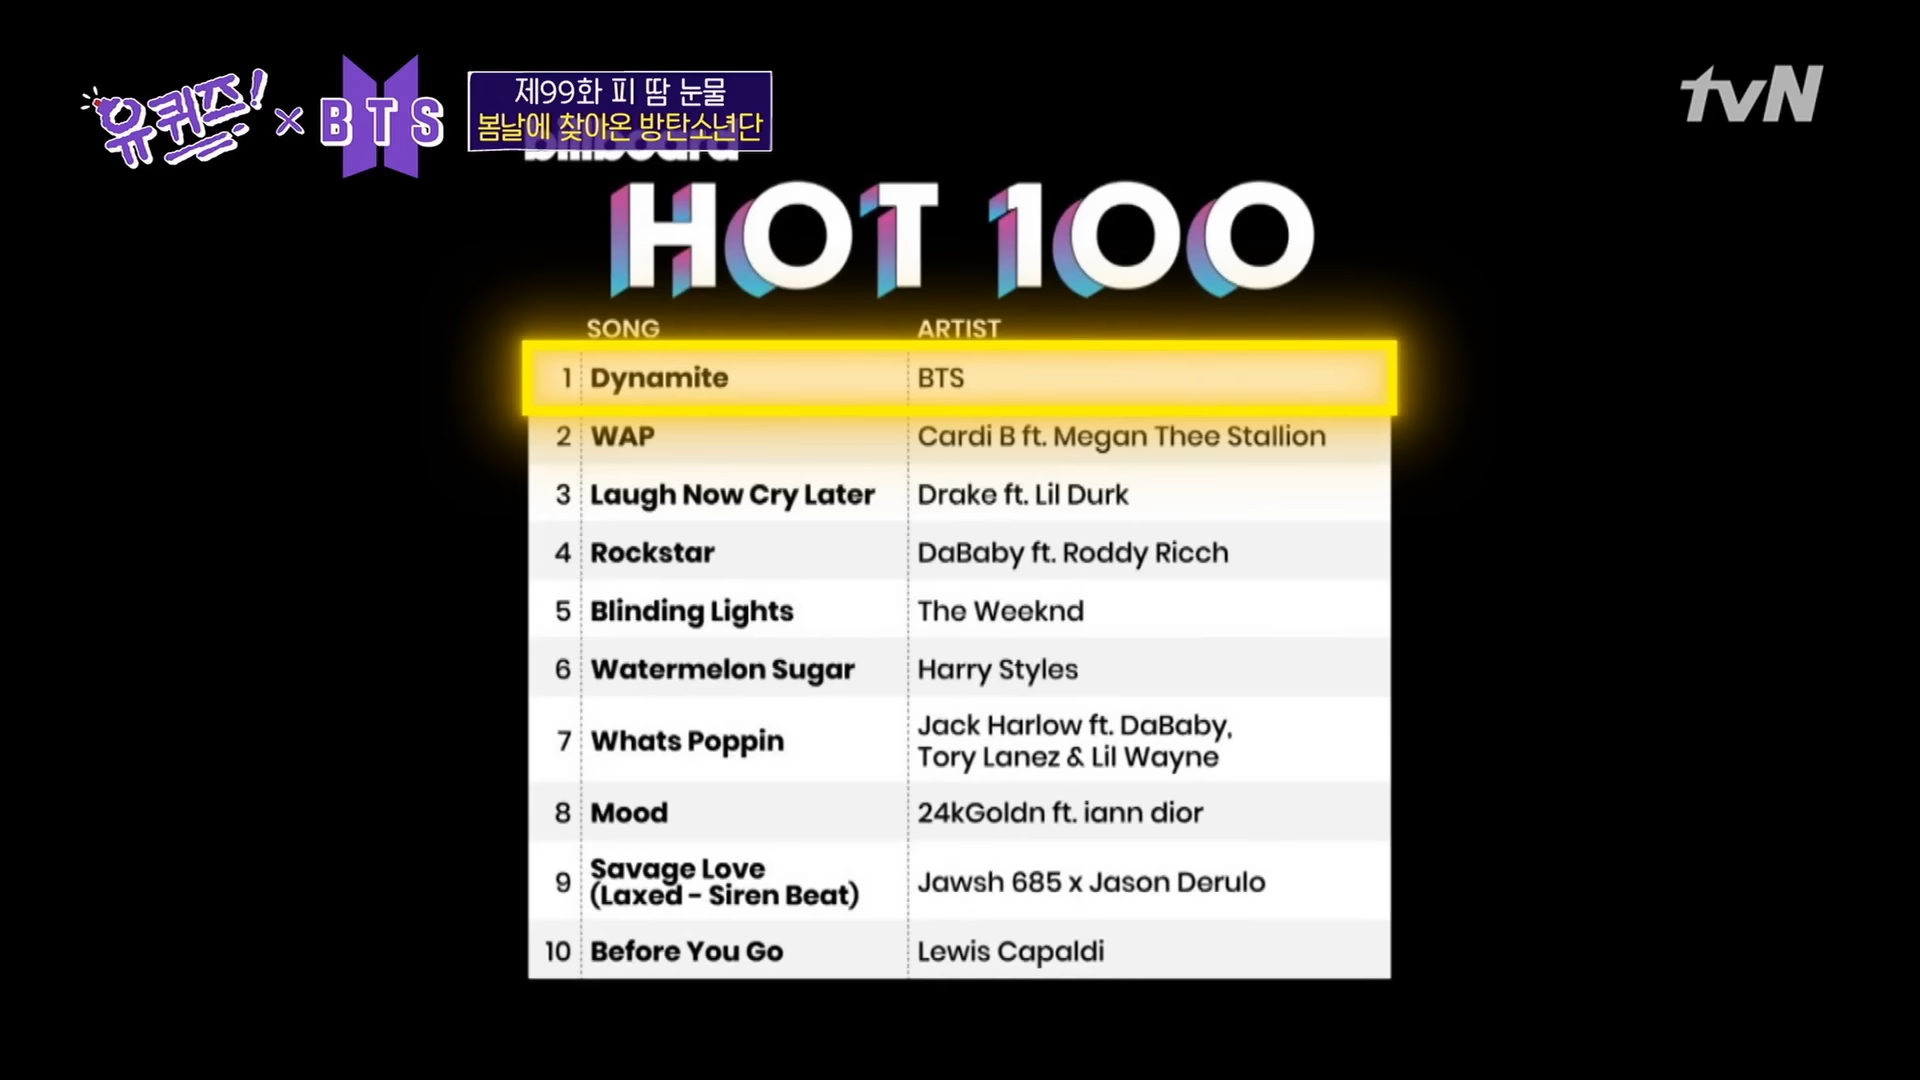 유퀴즈! × BTS
제99화 피 땀 눈물
봄날에 찾아온 방탄소년단
tvN
billboard
HOT 100
SONG ARTIST
1 Dynamite BTS
2 WAP Cardi B ft. Megan Thee Stallion
3 Laugh Now Cry Later Drake ft. Lil Durk
4 Rockstar DaBaby ft. Roddy Ricch
5 Blinding Lights The Weeknd
6 Watermelon Sugar Harry Styles
7 Whats Poppin Jack Harlow ft. DaBaby,
Tory Lanez & Lil Wayne
8 Mood 24kGoldn ft. iann dior
9 Savage Love
(Laxed - Siren Beat) Jawsh 685 x Jason Derulo
10 Before You Go Lewis Capaldi